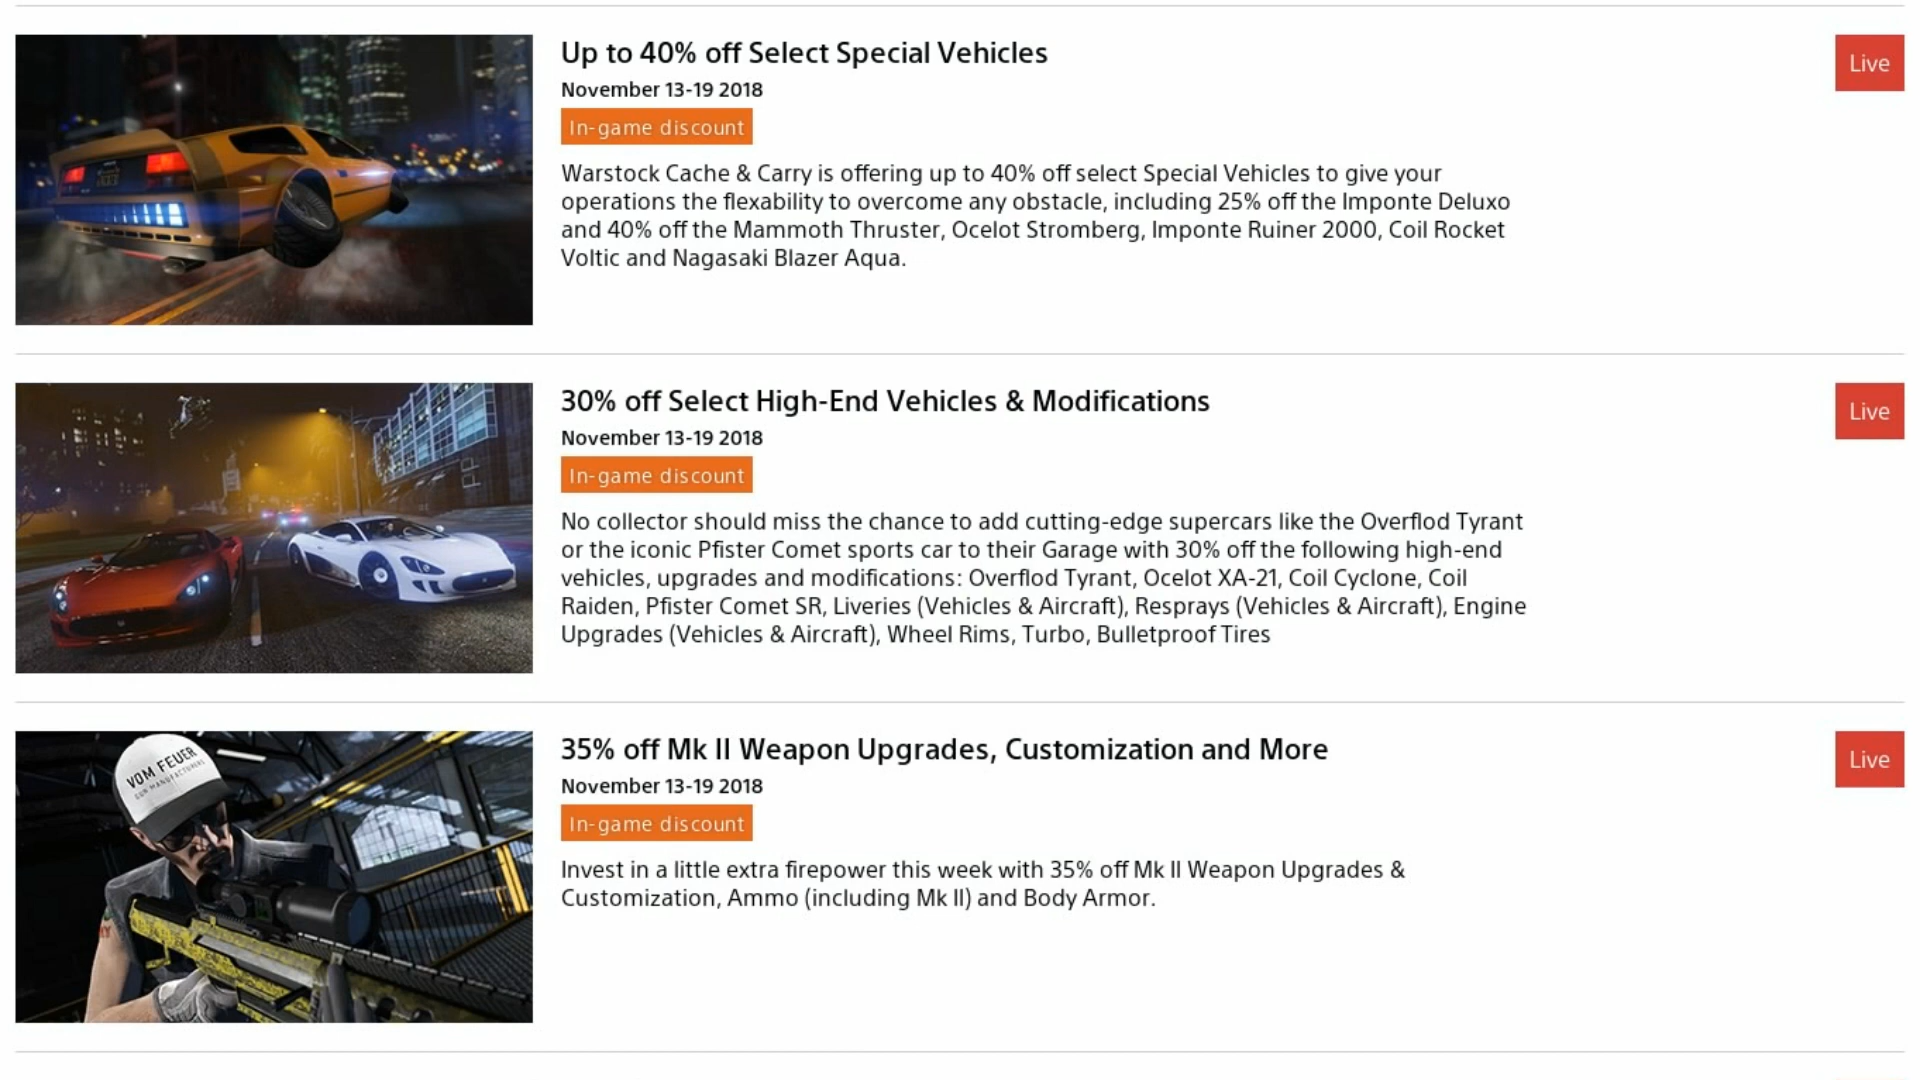 Up to 40% off Select Special Vehicles
Live
November 13-19 2018
In-game discount
Warstock Cache & Carry is offering up to 40% off select Special Vehicles to give your
operations the flexability to overcome any obstacle, including 25% off the Imponte Deluxo
and 40% off the Mammoth Thruster, Ocelot Stromberg, Imponte Ruiner 2000, Coil Rocket
Voltic and Nagasaki Blazer Aqua.
30% off Select High-End Vehicles & Modifications
Live
November 13-19 2018
In-game discount
No collector should miss the chance to add cutting-edge supercars like the Overflod Tyrant
or the iconic Pfister Comet sports car to their Garage with 30% off the following high-end
vehicles, upgrades and modifications: Overflod Tyrant, Ocelot XA-21, Coil Cyclone, Coil
Raiden, Pfister Comet SR, Liveries (Vehicles & Aircraft), Resprays (Vehicles & Aircraft), Engine
Upgrades (Vehicles & Aircraft), Wheel Rims, Turbo, Bulletproof Tires
VOM FEUER
GUN MANUFACTURERS
35% off Mk II Weapon Upgrades, Customization and More
Live
November 13-19 2018
In-game discount
Invest in a little extra firepower this week with 35% off Mk II Weapon Upgrades &
Customization, Ammo (including Mk II) and Body Armor.